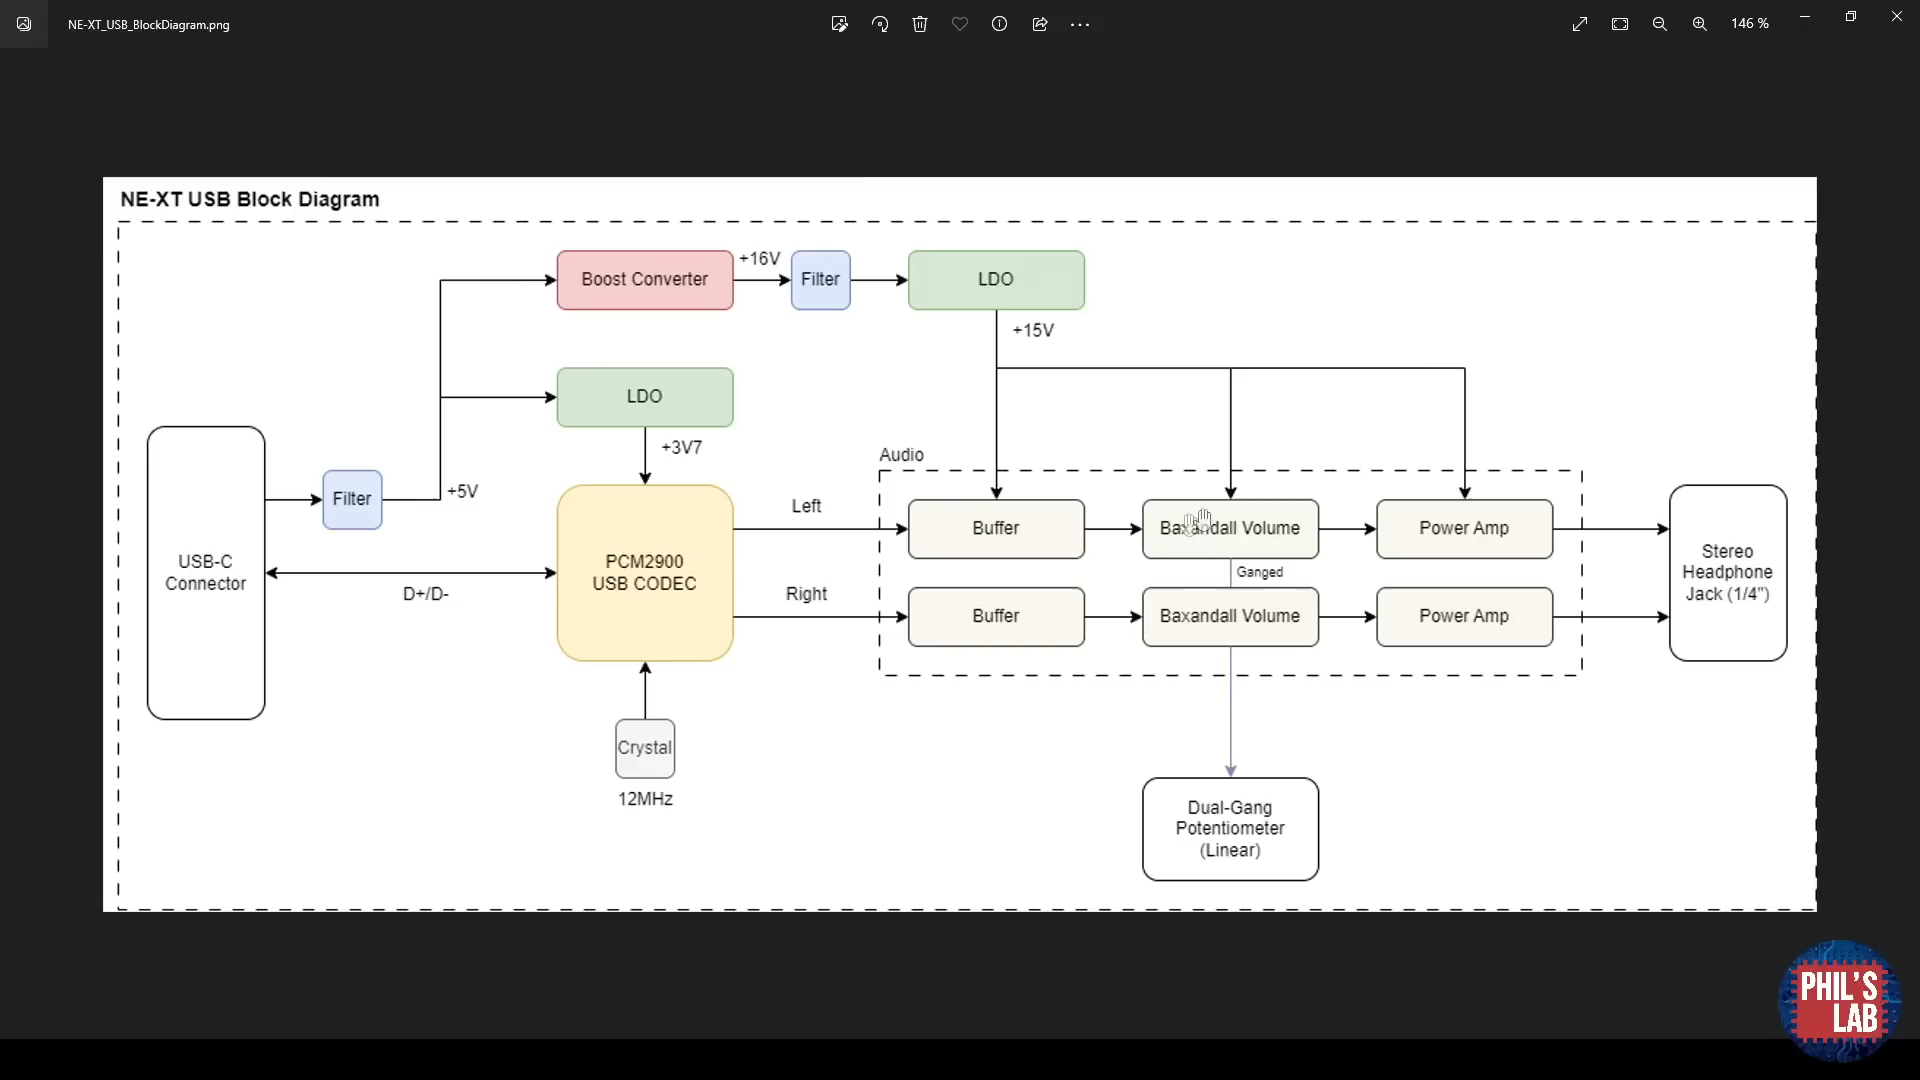 NE-XT_USB_BlockDiagram.png
146 %
NE-XT USB Block Diagram
Boost Converter
+16V
Filter
LDO
+15V
LDO
+3V7
Audio
USB-C
Connector
Filter
+5V
D+/D-
PCM2900
USB CODEC
Left
Right
Buffer
Baxandall Volume
Power Amp
Ganged
Buffer
Baxandall Volume
Power Amp
Stereo
Headphone
Jack (1/4")
Crystal
12MHz
Dual-Gang
Potentiometer
(Linear)
PHIL'S
LAB